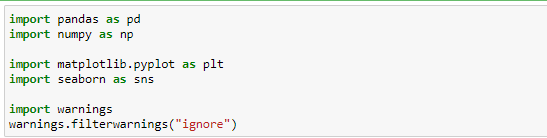 import pandas as pd
import numpy as np
import matplotlib.pyplot as plt
import seaborn as sns
import warnings
warnings.filterwarnings("ignore")